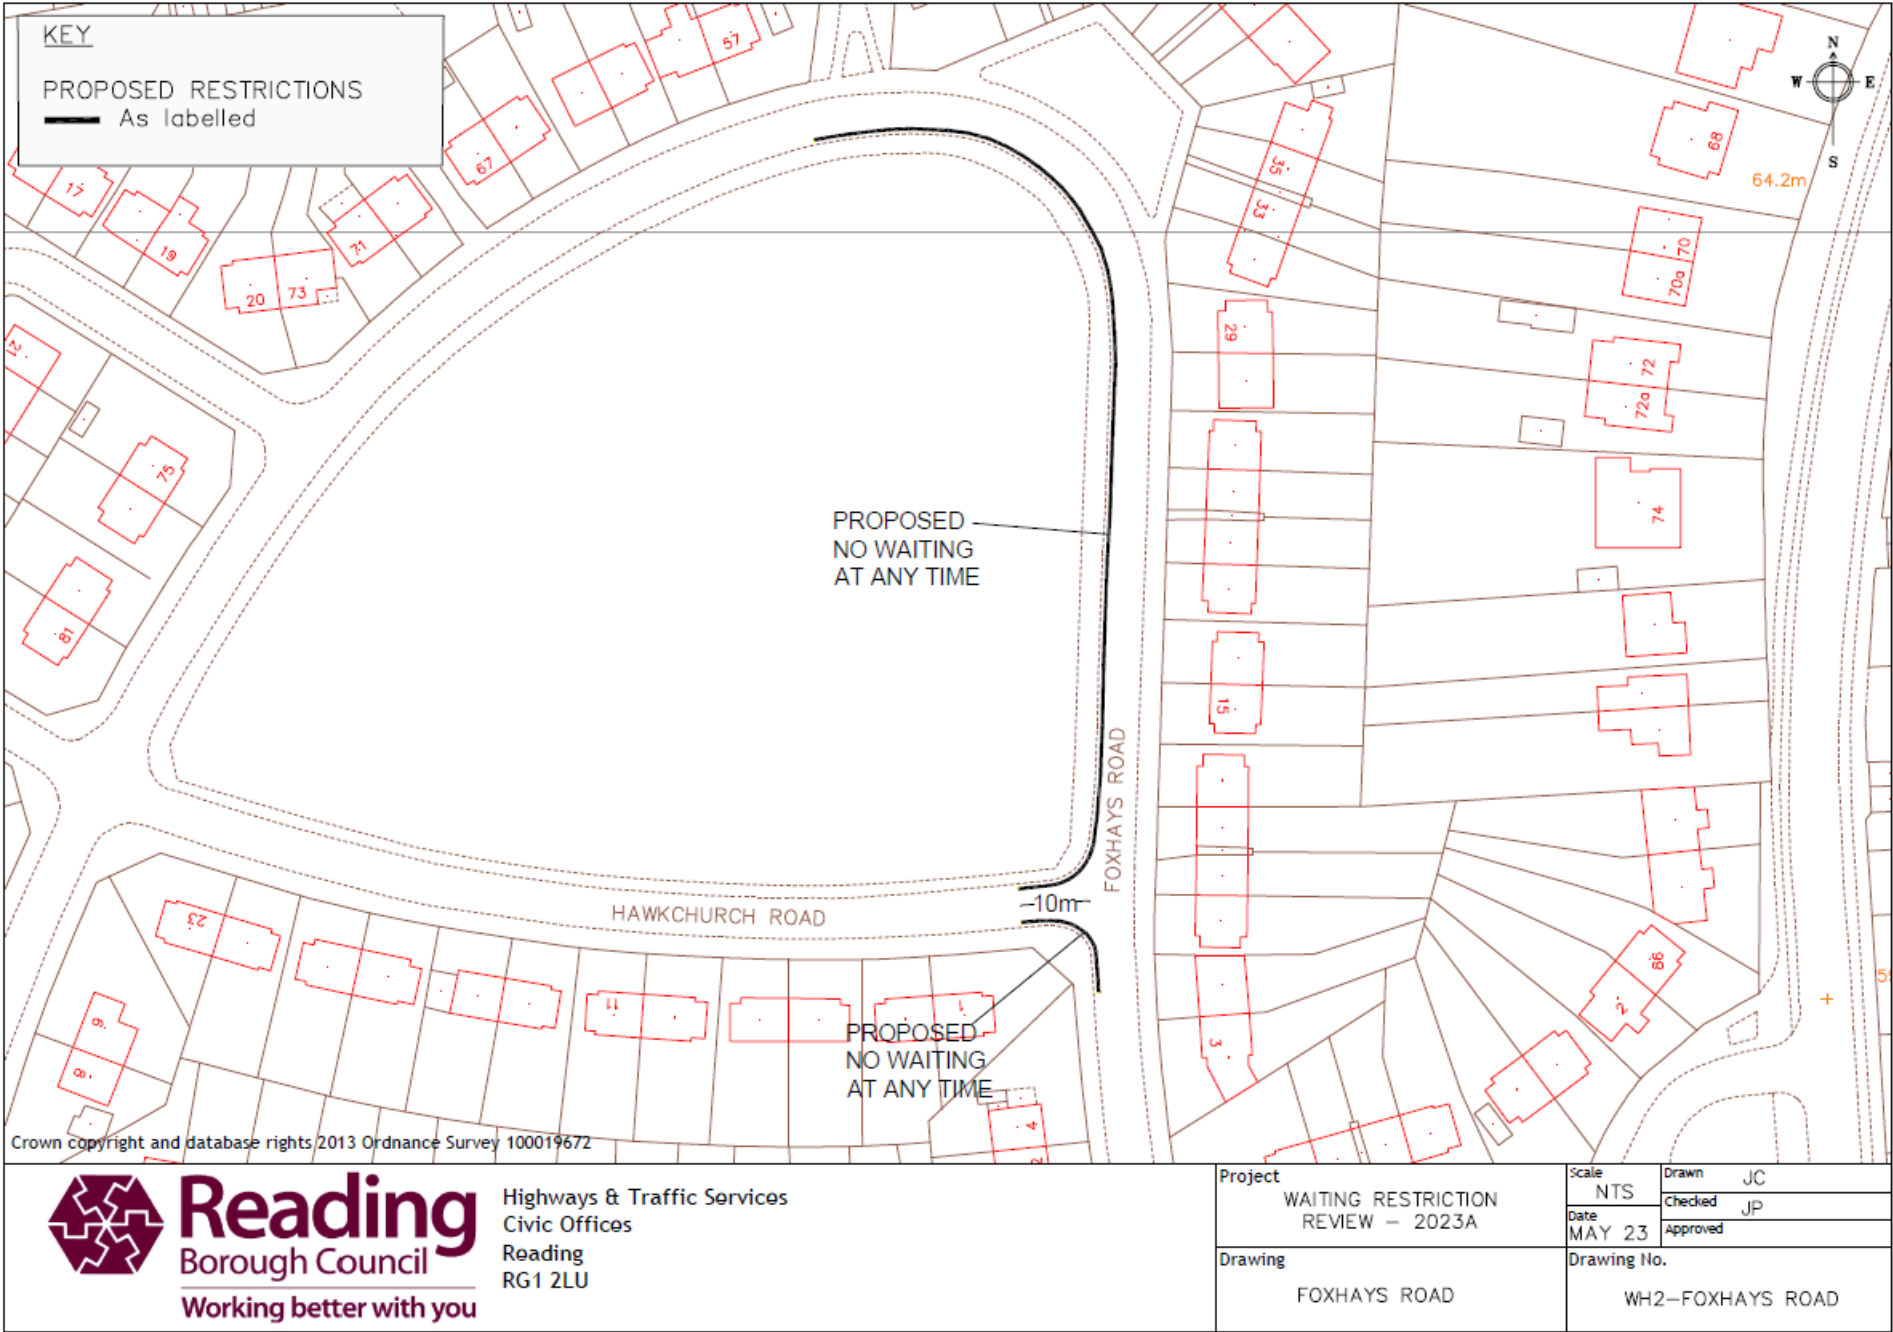 KEY
PROPOSED RESTRICTIONS
As labelled
57
67
17
19
71
20 73
21
75
81
35
33
29
15
3
N
W E
S
68
64.2m
70
70a
72
72a
74
PROPOSED
NO WAITING
AT ANY TIME
FOXHAYS ROAD
10m
HAWKCHURCH ROAD
23
11
1
6
8
4
2
86
2
PROPOSED
NO WAITING
AT ANY TIME
Crown copyright and database rights 2013 Ordnance Survey 100019672
Reading
Borough Council
Working better with you
Highways & Traffic Services
Civic Offices
Reading
RG1 2LU
Project
WAITING RESTRICTION
REVIEW – 2023A
Drawing
FOXHAYS ROAD
Scale
NTS
Date
MAY 23
Drawn JC
Checked JP
Approved
Drawing No.
WH2–FOXHAYS ROAD